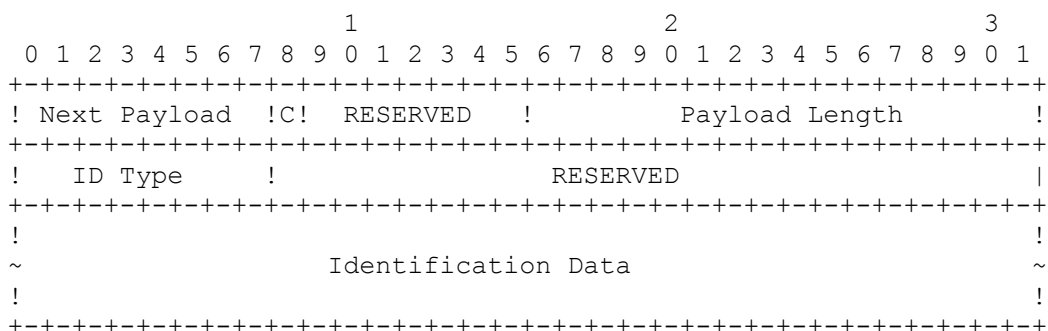 1                   2                   3
 0 1 2 3 4 5 6 7 8 9 0 1 2 3 4 5 6 7 8 9 0 1 2 3 4 5 6 7 8 9 0 1
+-+-+-+-+-+-+-+-+-+-+-+-+-+-+-+-+-+-+-+-+-+-+-+-+-+-+-+-+-+-+-+-+
! Next Payload  !C!  RESERVED   !         Payload Length        !
+-+-+-+-+-+-+-+-+-+-+-+-+-+-+-+-+-+-+-+-+-+-+-+-+-+-+-+-+-+-+-+-+
!   ID Type     !                 RESERVED                      |
+-+-+-+-+-+-+-+-+-+-+-+-+-+-+-+-+-+-+-+-+-+-+-+-+-+-+-+-+-+-+-+-+
!                                                               !
~                   Identification Data                         ~
!                                                               !
+-+-+-+-+-+-+-+-+-+-+-+-+-+-+-+-+-+-+-+-+-+-+-+-+-+-+-+-+-+-+-+-+